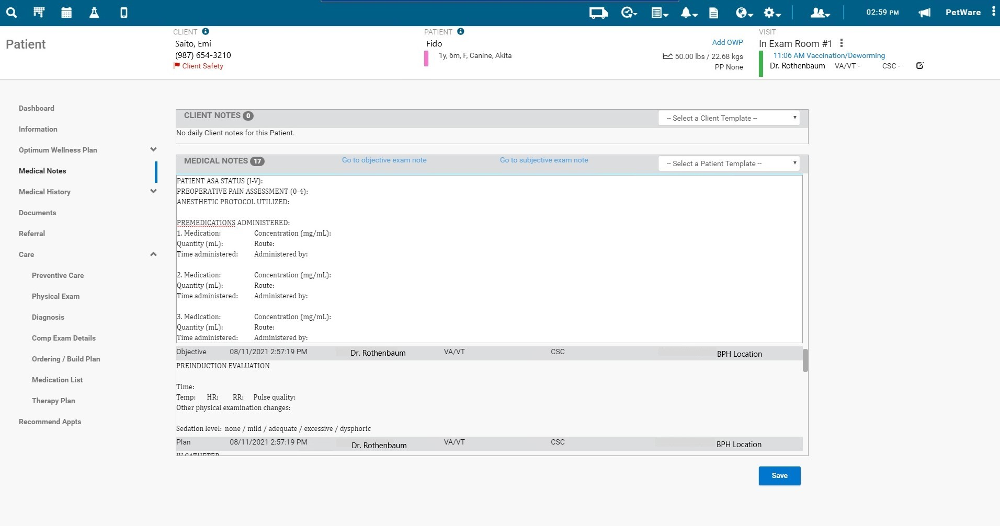 02:59 PM PetWare
Patient
CLIENT
Saito, Emi
(987) 654-3210
Client Safety
PATIENT
Fido
1y, 6m, F, Canine, Akita
Add OWP
50.00 lbs / 22.68 kgs
PP None
VISIT
In Exam Room #1
11:06 AM Vaccination/Deworming
Dr. Rothenbaum VA/VT - CSC -
Dashboard
Information
Optimum Wellness Plan
Medical Notes
Medical History
Documents
Referral
Care
Preventive Care
Physical Exam
Diagnosis
Comp Exam Details
Ordering / Build Plan
Medication List
Therapy Plan
Recommend Appts
CLIENT NOTES 0 -- Select a Client Template --
No daily Client notes for this Patient.
MEDICAL NOTES 17 Go to objective exam note Go to subjective exam note -- Select a Patient Template --
PATIENT ASA STATUS (I-V):
PREOPERATIVE PAIN ASSESSMENT (0-4):
ANESTHETIC PROTOCOL UTILIZED:
PREMEDICATIONS ADMINISTERED:
1. Medication: Concentration (mg/mL):
Quantity (mL): Route:
Time administered: Administered by:
2. Medication: Concentration (mg/mL):
Quantity (mL): Route:
Time administered: Administered by:
3. Medication: Concentration (mg/mL):
Quantity (mL): Route:
Time administered: Administered by:
Objective 08/11/2021 2:57:19 PM Dr. Rothenbaum VA/VT CSC BPH Location
PREINDUCTION EVALUATION
Time:
Temp: HR: RR: Pulse quality:
Other physical examination changes:
Sedation level: none / mild / adequate / excessive / dysphoric
Plan 08/11/2021 2:57:19 PM Dr. Rothenbaum VA/VT CSC BPH Location
IV CATHETER
Save